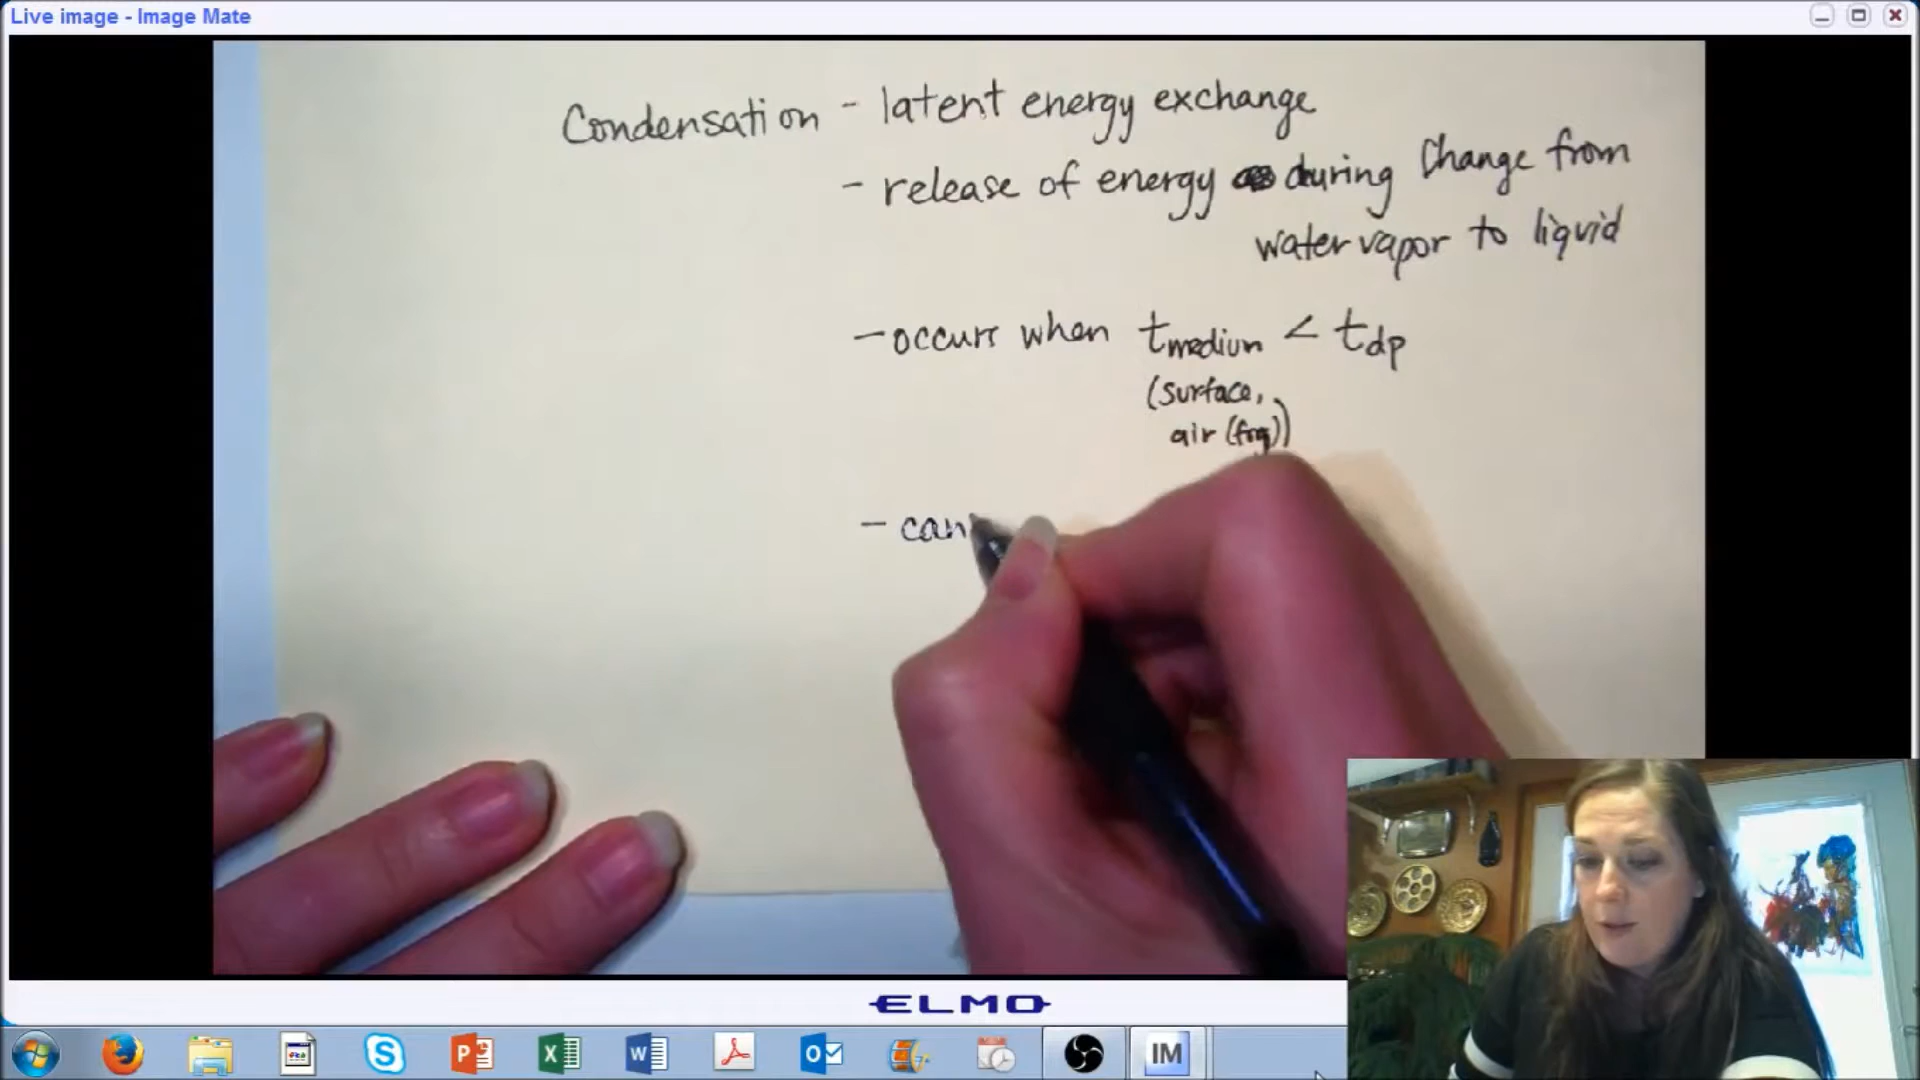 Live image - Image Mate
Condensation - latent energy exchange
- release of energy during Change from
water vapor to liquid
- occurs when tmedium < tdp
(surface,
air (fog))
- can
ELMO
IM